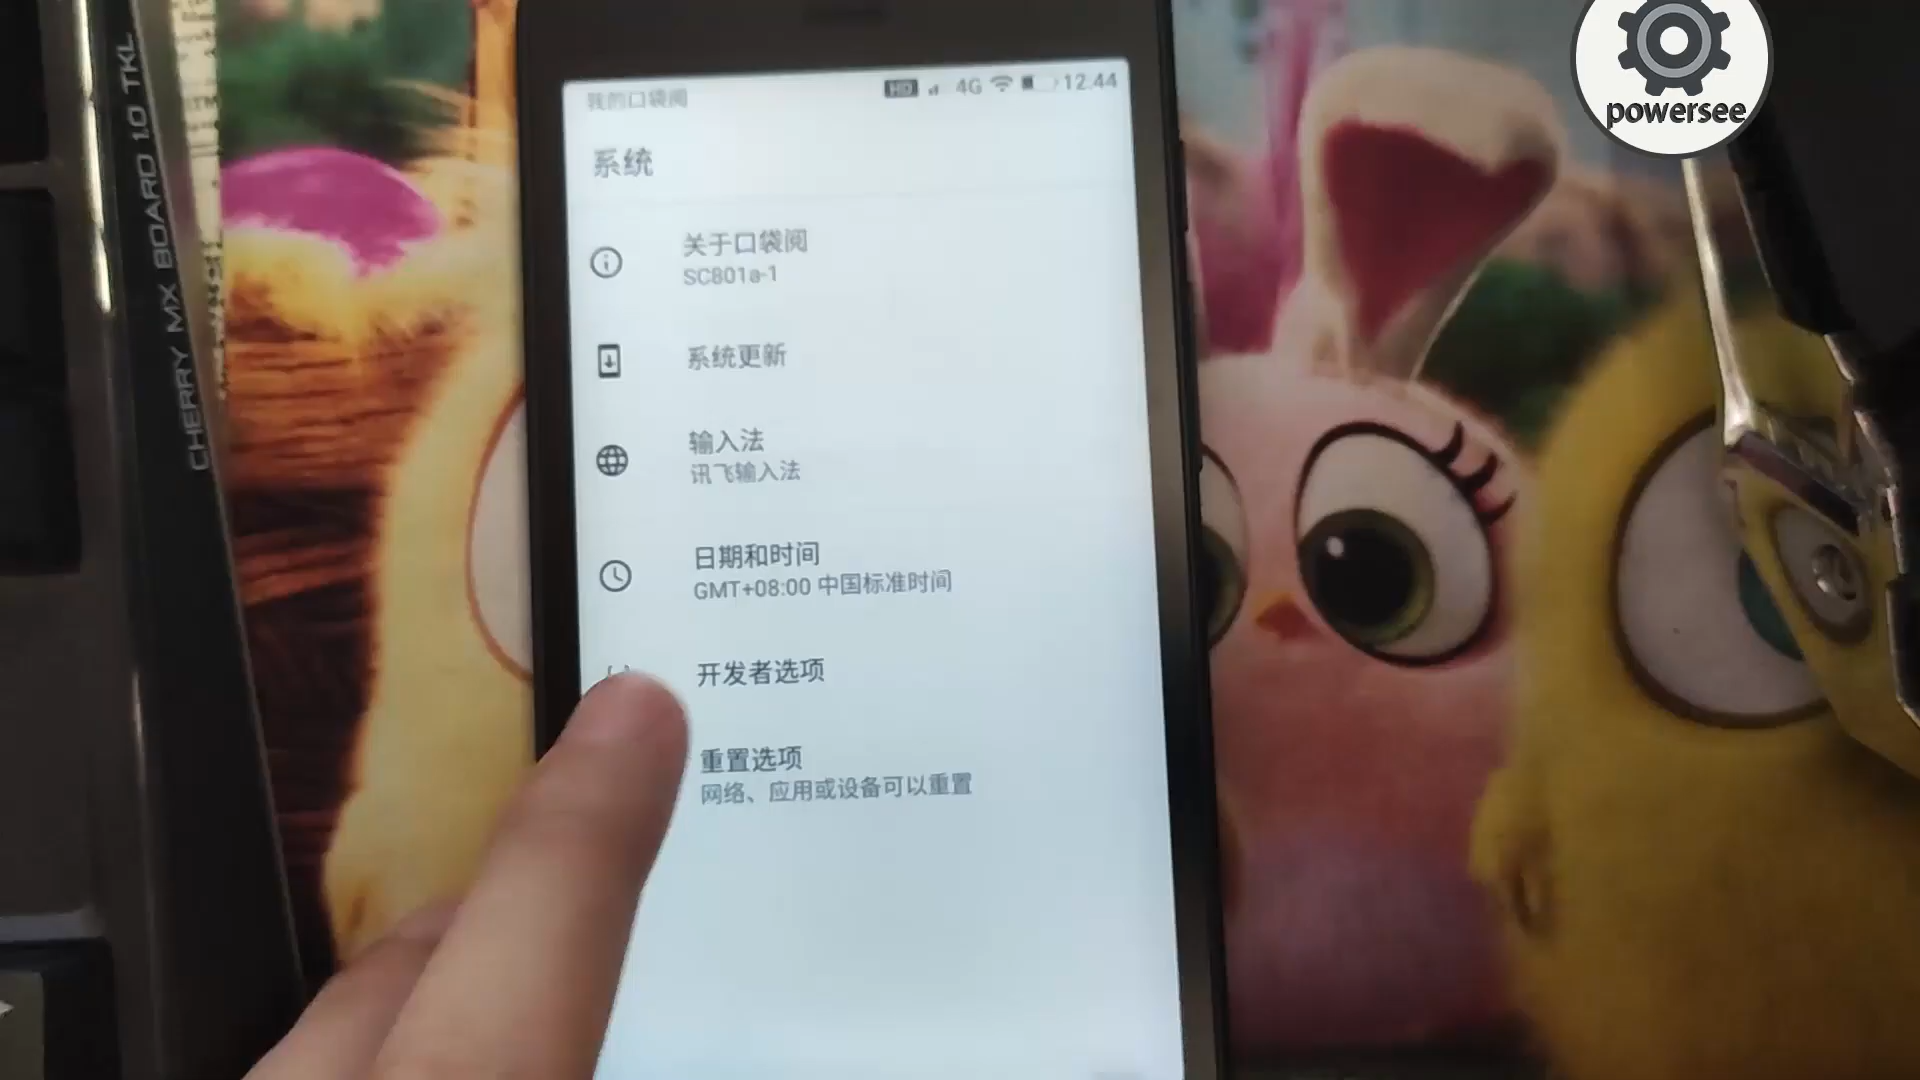 CHERRY MX BOARD 1.0 TKL
我的口袋阅
HD 4G 12:44
系统
关于口袋阅
SC801a-1
系统更新
输入法
讯飞输入法
日期和时间
GMT+08:00 中国标准时间
开发者选项
重置选项
网络、应用或设备可以重置
powersee